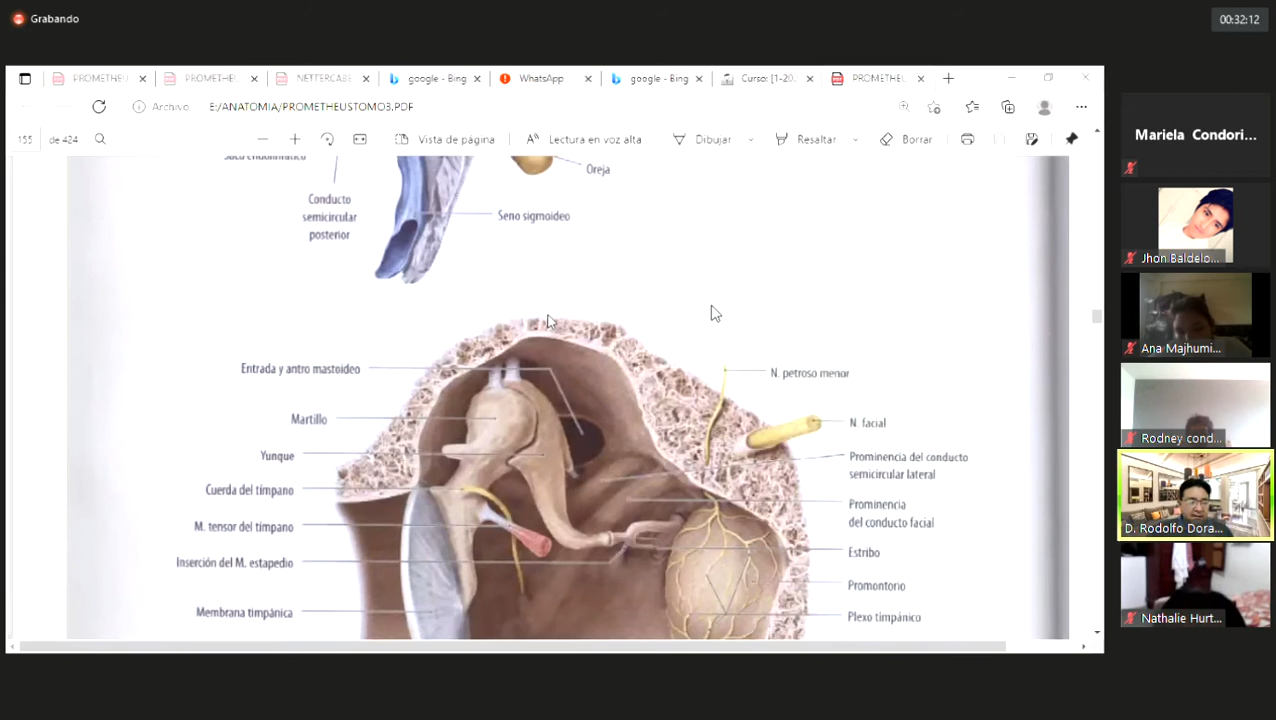 Grabando
00:32:12
PROMETHEU
PROMETHEU
NETTERCABE
google - Bing
WhatsApp
google - Bing
Curso: [1-20
PROMETHEU
Archivo
E:/ANATOMIA/PROMETHEUSTOMO3.PDF
155 de 424
Vista de página
Lectura en voz alta
Dibujar
Resaltar
Borrar
Saco endolinfático
Oreja
Conducto
semicircular
posterior
Seno sigmoideo
Entrada y antro mastoideo
Martillo
Yunque
Cuerda del tímpano
M. tensor del tímpano
Inserción del M. estapedio
Membrana timpánica
N. petroso menor
N. facial
Prominencia del conducto
semicircular lateral
Prominencia
del conducto facial
Estribo
Promontorio
Plexo timpánico
Mariela Condori...
Jhon Baldelo...
Ana Majhumi...
Rodney cond...
D. Rodolfo Dora...
Nathalie Hurt...